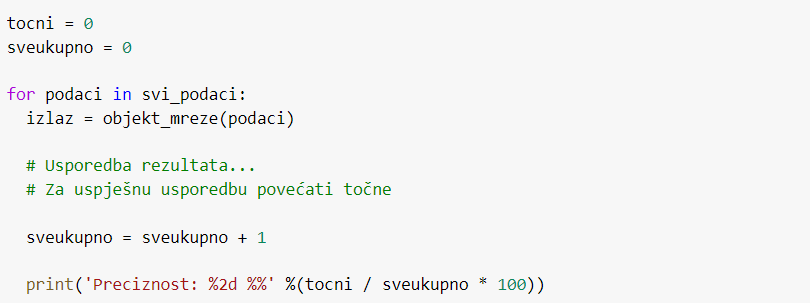 tocni = 0
sveukupno = 0
for podaci in svi_podaci:
izlaz = objekt_mreze(podaci)
# Usporedba rezultata...
# Za uspješnu usporedbu povećati točne
sveukupno = sveukupno + 1
print('Preciznost: %2d %%' %(tocni / sveukupno * 100))